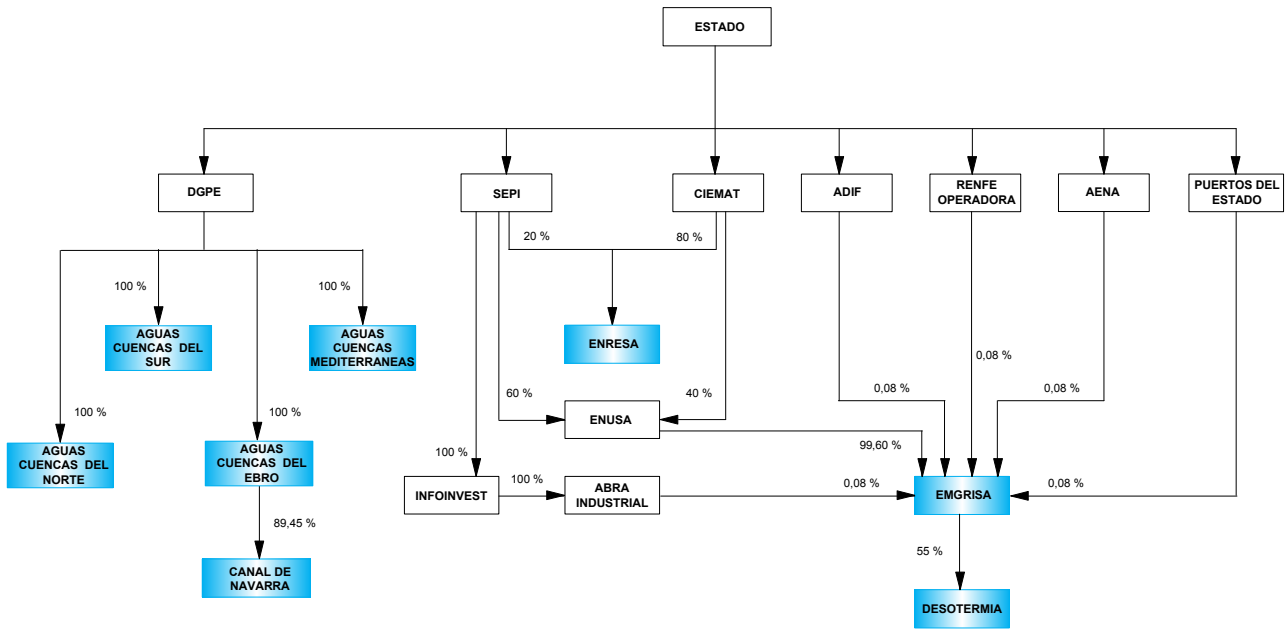 ESTADO
DGPE
SEPI
CIEMAT
ADIF
RENFE
OPERADORA
AENA
PUERTOS DEL
ESTADO
20 %
80 %
100 %
100 %
AGUAS
CUENCAS DEL
SUR
AGUAS
CUENCAS
MEDITERRANEAS
ENRESA
0,08 %
60 %
40 %
0,08 %
0,08 %
100 %
100 %
ENUSA
99,60 %
AGUAS
CUENCAS DEL
NORTE
AGUAS
CUENCAS DEL
EBRO
100 %
INFOINVEST
100 %
ABRA
INDUSTRIAL
0,08 %
EMGRISA
0,08 %
89,45 %
55 %
CANAL DE
NAVARRA
DESOTERMIA